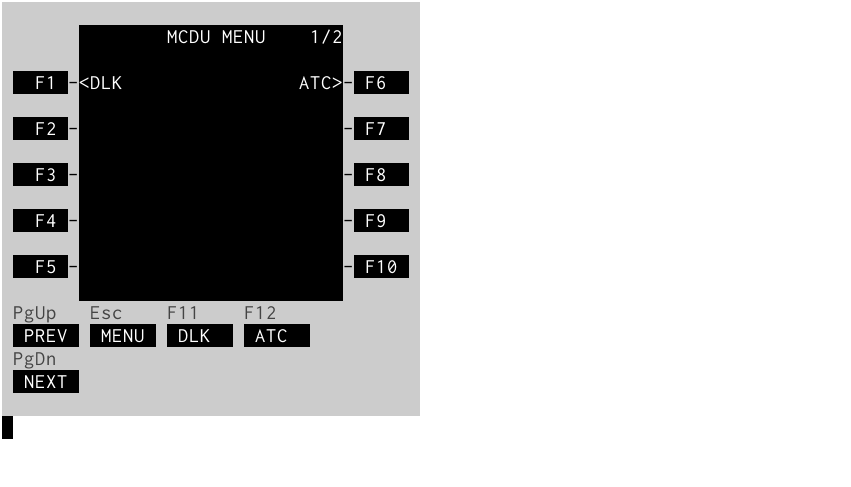 MCDU MENU 1/2
F1 -<DLK ATC>- F6
F2 - - F7
F3 - - F8
F4 - - F9
F5 - - F10
PgUp Esc F11 F12
PREV MENU DLK ATC
PgDn
NEXT